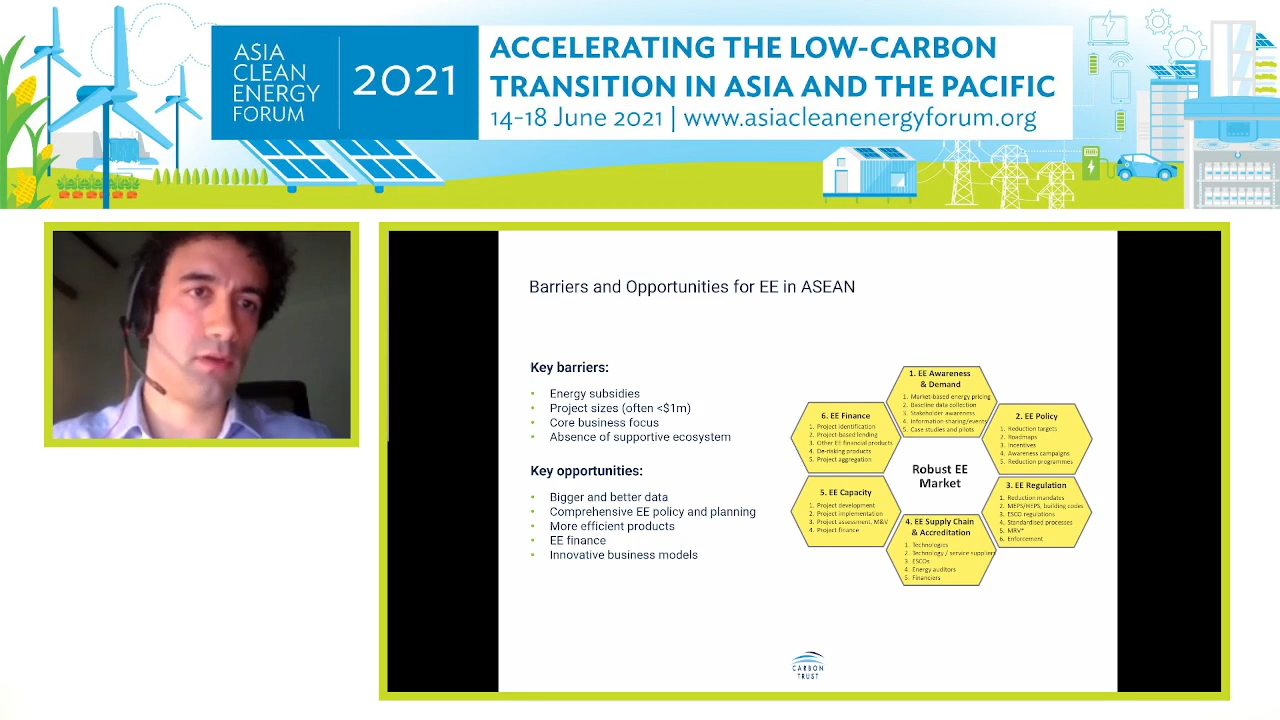 ASIA
CLEAN
ENERGY
FORUM
2021
ACCELERATING THE LOW-CARBON
TRANSITION IN ASIA AND THE PACIFIC
14-18 June 2021 | www.asiacleanenergyforum.org
Barriers and Opportunities for EE in ASEAN
Key barriers:
• Energy subsidies
• Project sizes (often <$1m)
• Core business focus
• Absence of supportive ecosystem
Key opportunities:
• Bigger and better data
• Comprehensive EE policy and planning
• More efficient products
• EE finance
• Innovative business models
1. EE Awareness
& Demand
1. Market-based energy pricing
2. Baseline data collection
3. Stakeholder awareness
4. Information sharing/events
5. Case studies and pilots
2. EE Policy
1. Reduction targets
2. Roadmaps
3. Incentives
4. Awareness campaigns
5. Reduction programmes
3. EE Regulation
1. Reduction mandates
2. MEPS/HEPS, building codes
3. ESCO regulations
4. Standardised processes
5. MRV*
6. Enforcement
4. EE Supply Chain
& Accreditation
1. Technologies
2. Technology / service suppliers
3. ESCOs
4. Energy auditors
5. Financiers
5. EE Capacity
1. Project development
2. Project implementation
3. Project assessment, M&V
4. Project finance
6. EE Finance
1. Project identification
2. Project based lending
3. Other EE financial products
4. De-risking products
5. Project aggregation
Robust EE
Market
CARBON
TRUST